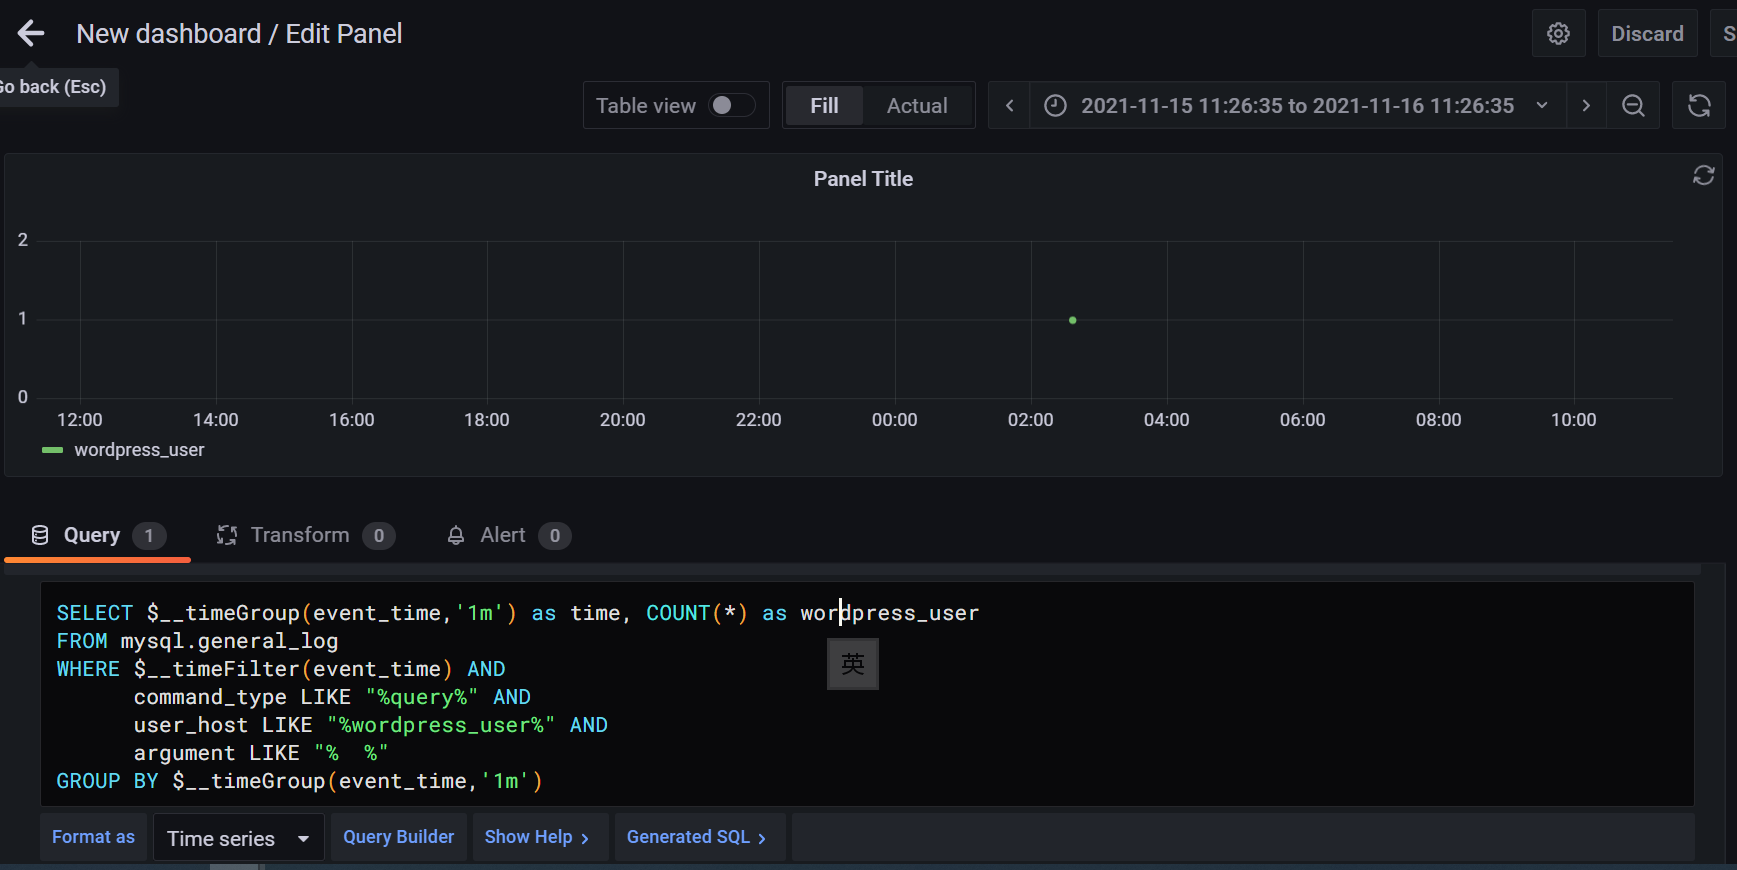 New dashboard / Edit Panel
Discard
S
Go back (Esc)
Table view
Fill
Actual
2021-11-15 11:26:35 to 2021-11-16 11:26:35
Panel Title
2
1
0
12:00 14:00 16:00 18:00 20:00 22:00 00:00 02:00 04:00 06:00 08:00 10:00
wordpress_user
Query 1
Transform 0
Alert 0
SELECT $__timeGroup(event_time,'1m') as time, COUNT(*) as wordpress_user
FROM mysql.general_log
WHERE $__timeFilter(event_time) AND
command_type LIKE "%query%" AND
user_host LIKE "%wordpress_user%" AND
argument LIKE "%  %"
GROUP BY $__timeGroup(event_time,'1m')
英
Format as
Time series
Query Builder
Show Help >
Generated SQL >